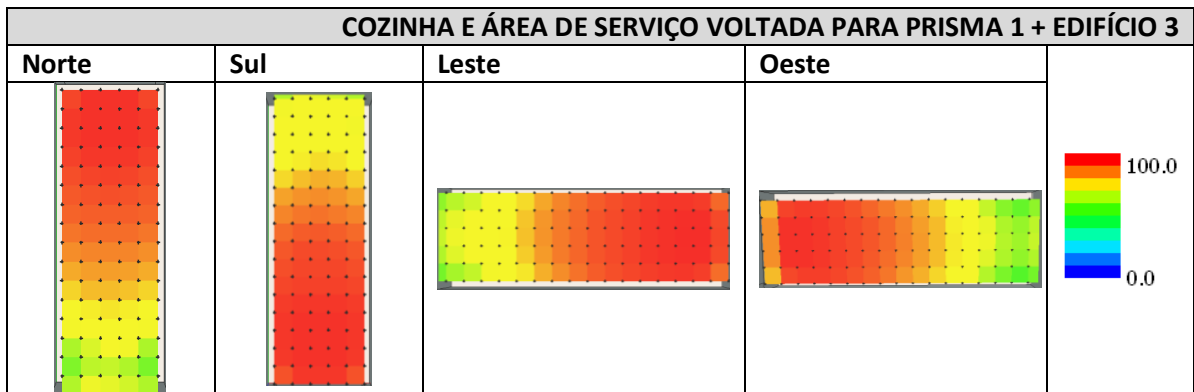 COZINHA E ÁREA DE SERVIÇO VOLTADA PARA PRISMA 1 + EDIFÍCIO 3
Norte Sul Leste Oeste
100.0
0.0